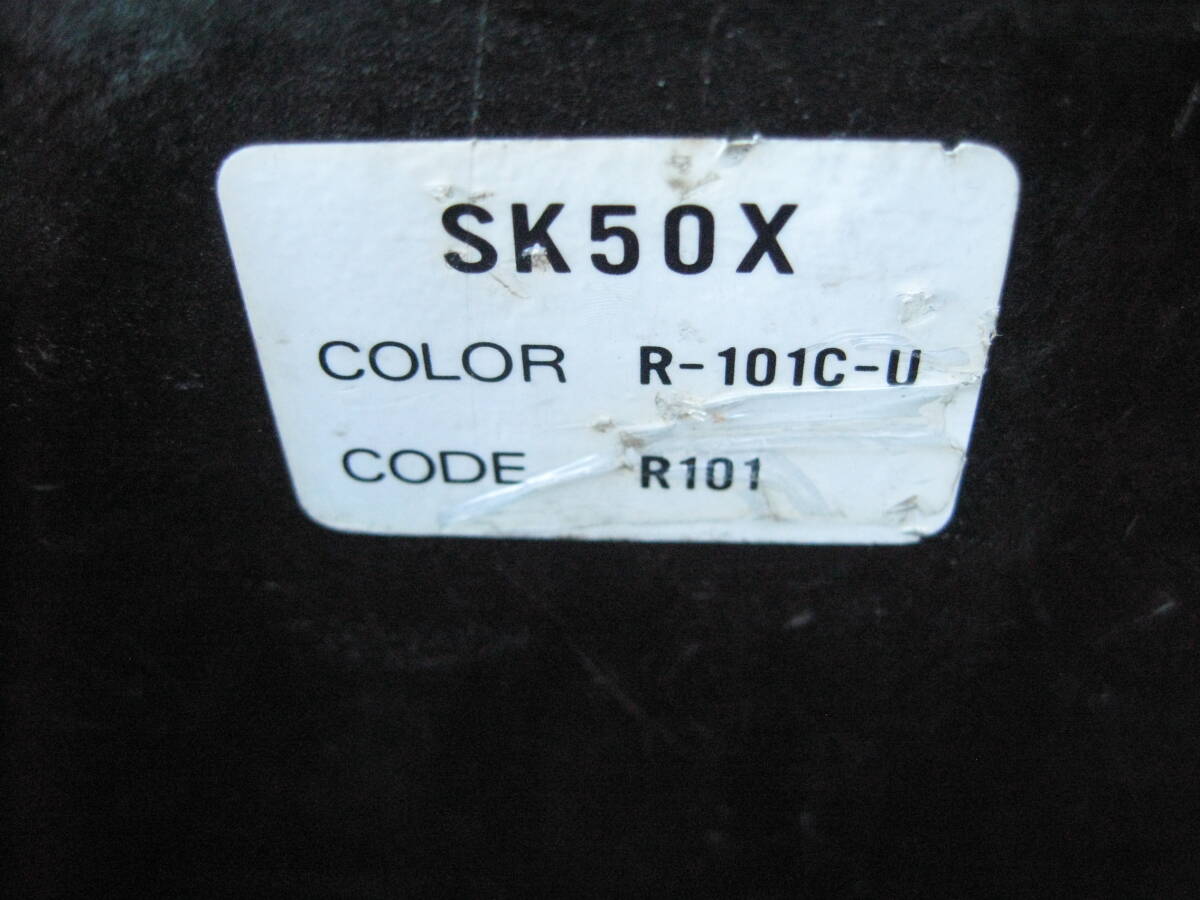 SK50X
COLOR R-101C-U
CODE R101